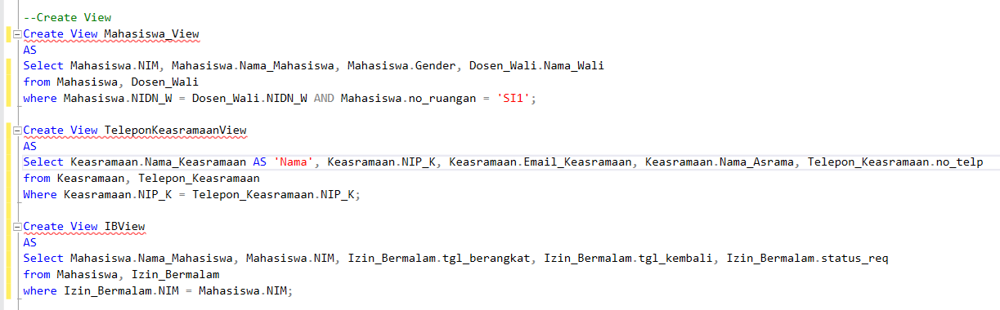 --Create View
Create View Mahasiswa_View
AS
Select Mahasiswa.NIM, Mahasiswa.Nama_Mahasiswa, Mahasiswa.Gender, Dosen_Wali.Nama_Wali
from Mahasiswa, Dosen_Wali
where Mahasiswa.NIDN_W = Dosen_Wali.NIDN_W AND Mahasiswa.no_ruangan = 'SI1';
Create View TeleponKeasramaanView
AS
Select Keasramaan.Nama_Keasramaan AS 'Nama', Keasramaan.NIP_K, Keasramaan.Email_Keasramaan, Keasramaan.Nama_Asrama, Telepon_Keasramaan.no_telp
from Keasramaan, Telepon_Keasramaan
Where Keasramaan.NIP_K = Telepon_Keasramaan.NIP_K;
Create View IBView
AS
Select Mahasiswa.Nama_Mahasiswa, Mahasiswa.NIM, Izin_Bermalam.tgl_berangkat, Izin_Bermalam.tgl_kembali, Izin_Bermalam.status_req
from Mahasiswa, Izin_Bermalam
where Izin_Bermalam.NIM = Mahasiswa.NIM;